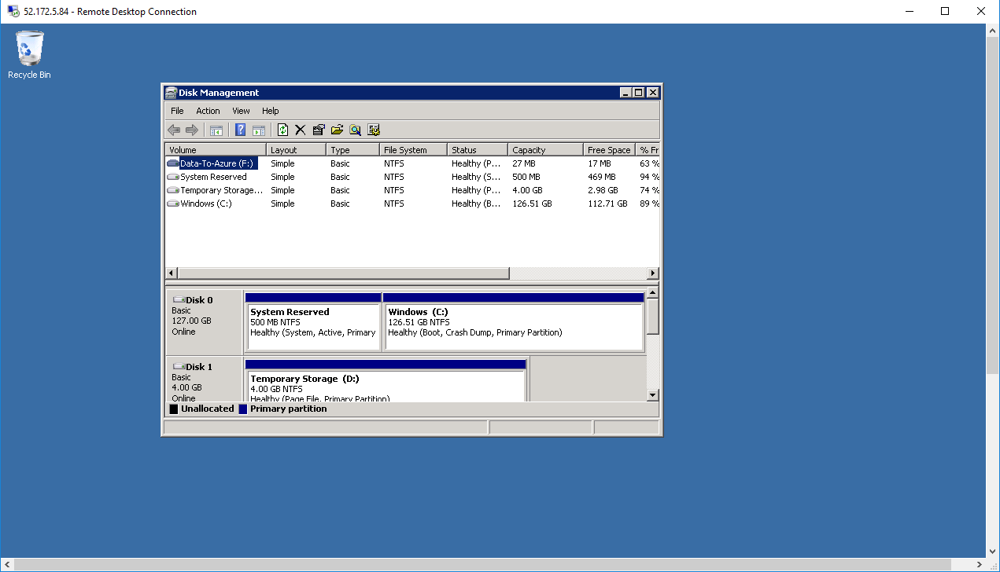 52.172.5.84 - Remote Desktop Connection
Recycle Bin
Disk Management
File Action View Help
Volume Layout Type File System Status Capacity Free Space % Fr
Data-To-Azure (F:) Simple Basic NTFS Healthy (P... 27 MB 17 MB 63 %
System Reserved Simple Basic NTFS Healthy (S... 500 MB 469 MB 94 %
Temporary Storage... Simple Basic NTFS Healthy (P... 4.00 GB 2.98 GB 74 %
Windows (C:) Simple Basic NTFS Healthy (B... 126.51 GB 112.71 GB 89 %
Disk 0
Basic
127.00 GB
Online
System Reserved
500 MB NTFS
Healthy (System, Active, Primary
Windows (C:)
126.51 GB NTFS
Healthy (Boot, Crash Dump, Primary Partition)
Disk 1
Basic
4.00 GB
Online
Temporary Storage (D:)
4.00 GB NTFS
Healthy (Page File, Primary Partition)
Unallocated Primary partition